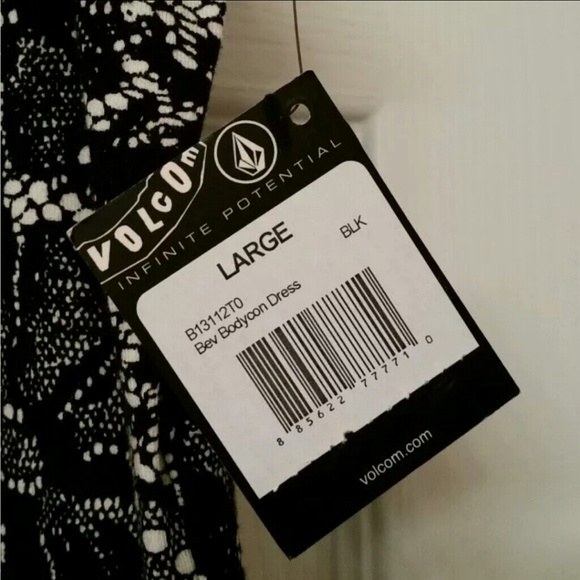 VOLCOM
INFINITE POTENTIAL
LARGE
BLK
B13112T0
Bev Bodycon Dress
8 85622 77771 0
volcom.com